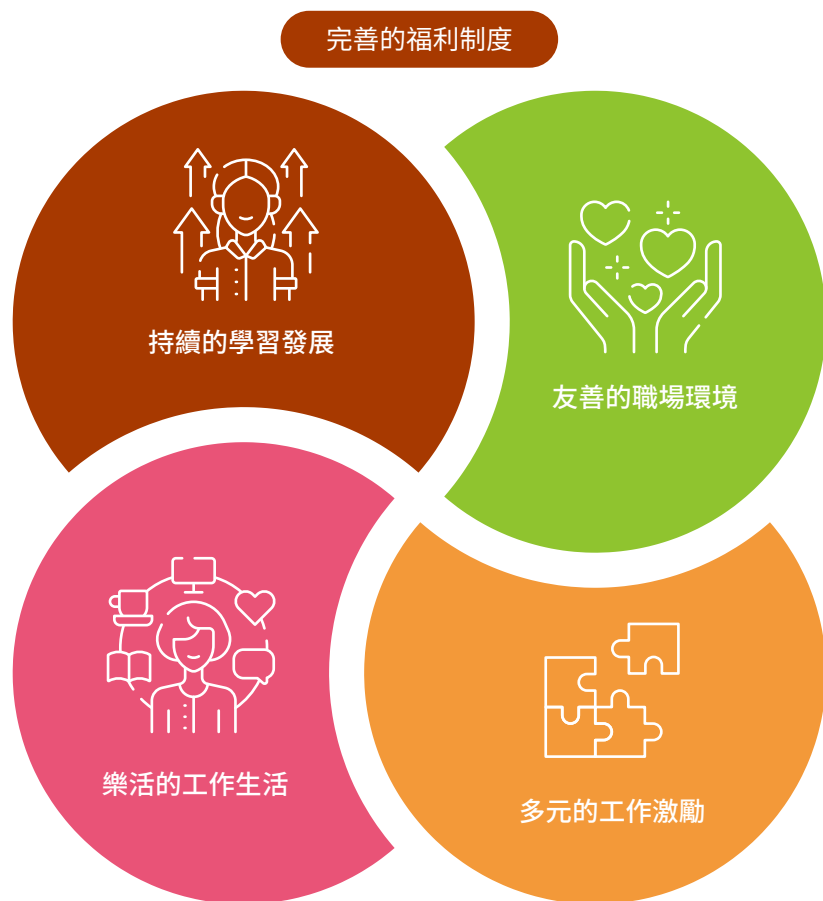 完善的福利制度
持續的學習發展
友善的職場環境
樂活的工作生活
多元的工作激勵